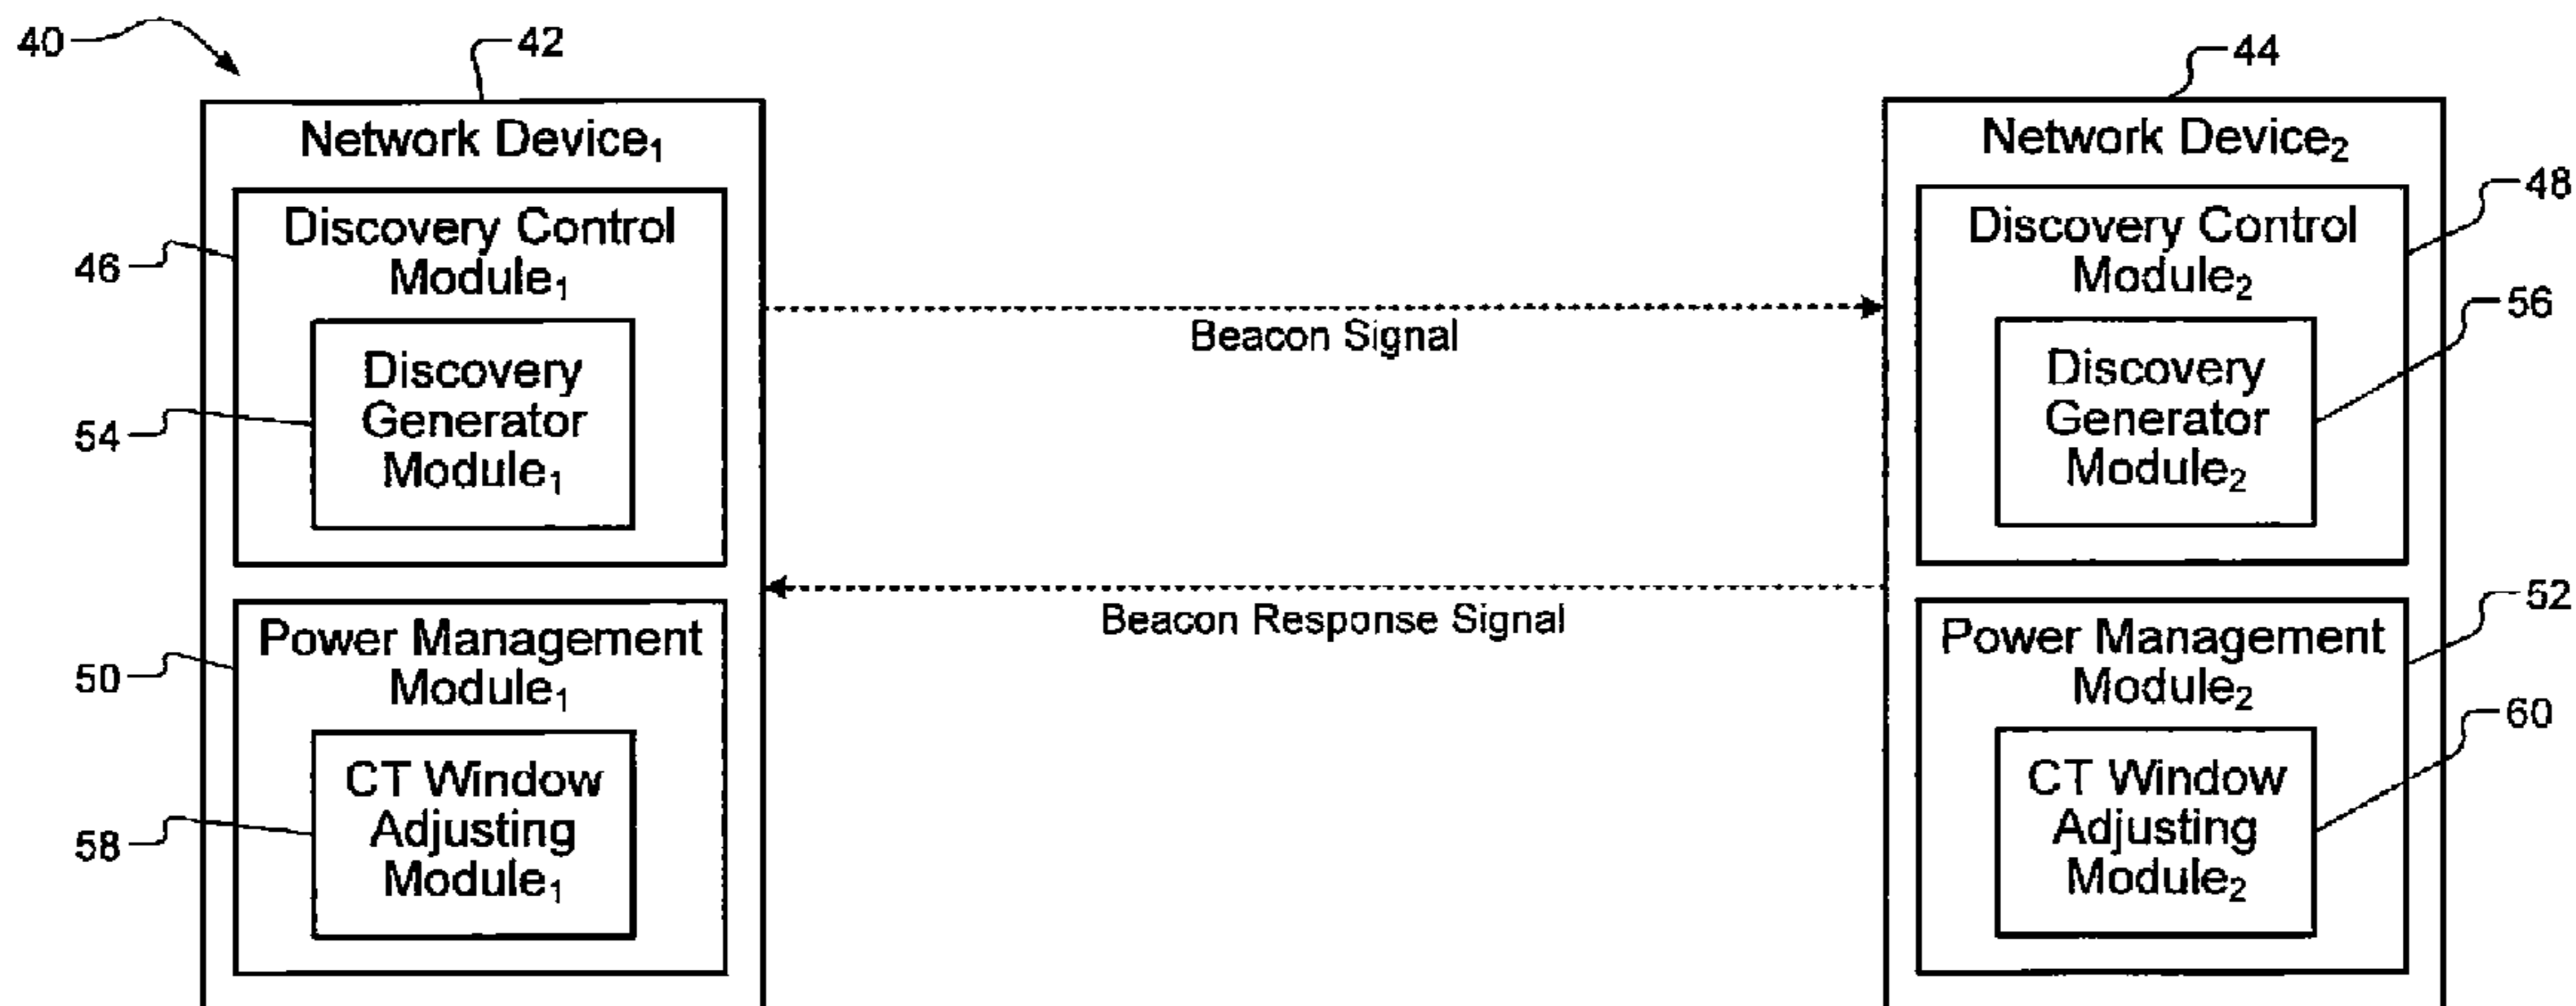 40
42
Network Device₁
Discovery Control
Module₁
46
Discovery
Generator
Module₁
54
Power Management
Module₁
50
CT Window
Adjusting
Module₁
58
Beacon Signal
Beacon Response Signal
44
Network Device₂
48
Discovery Control
Module₂
56
Discovery
Generator
Module₂
52
Power Management
Module₂
60
CT Window
Adjusting
Module₂